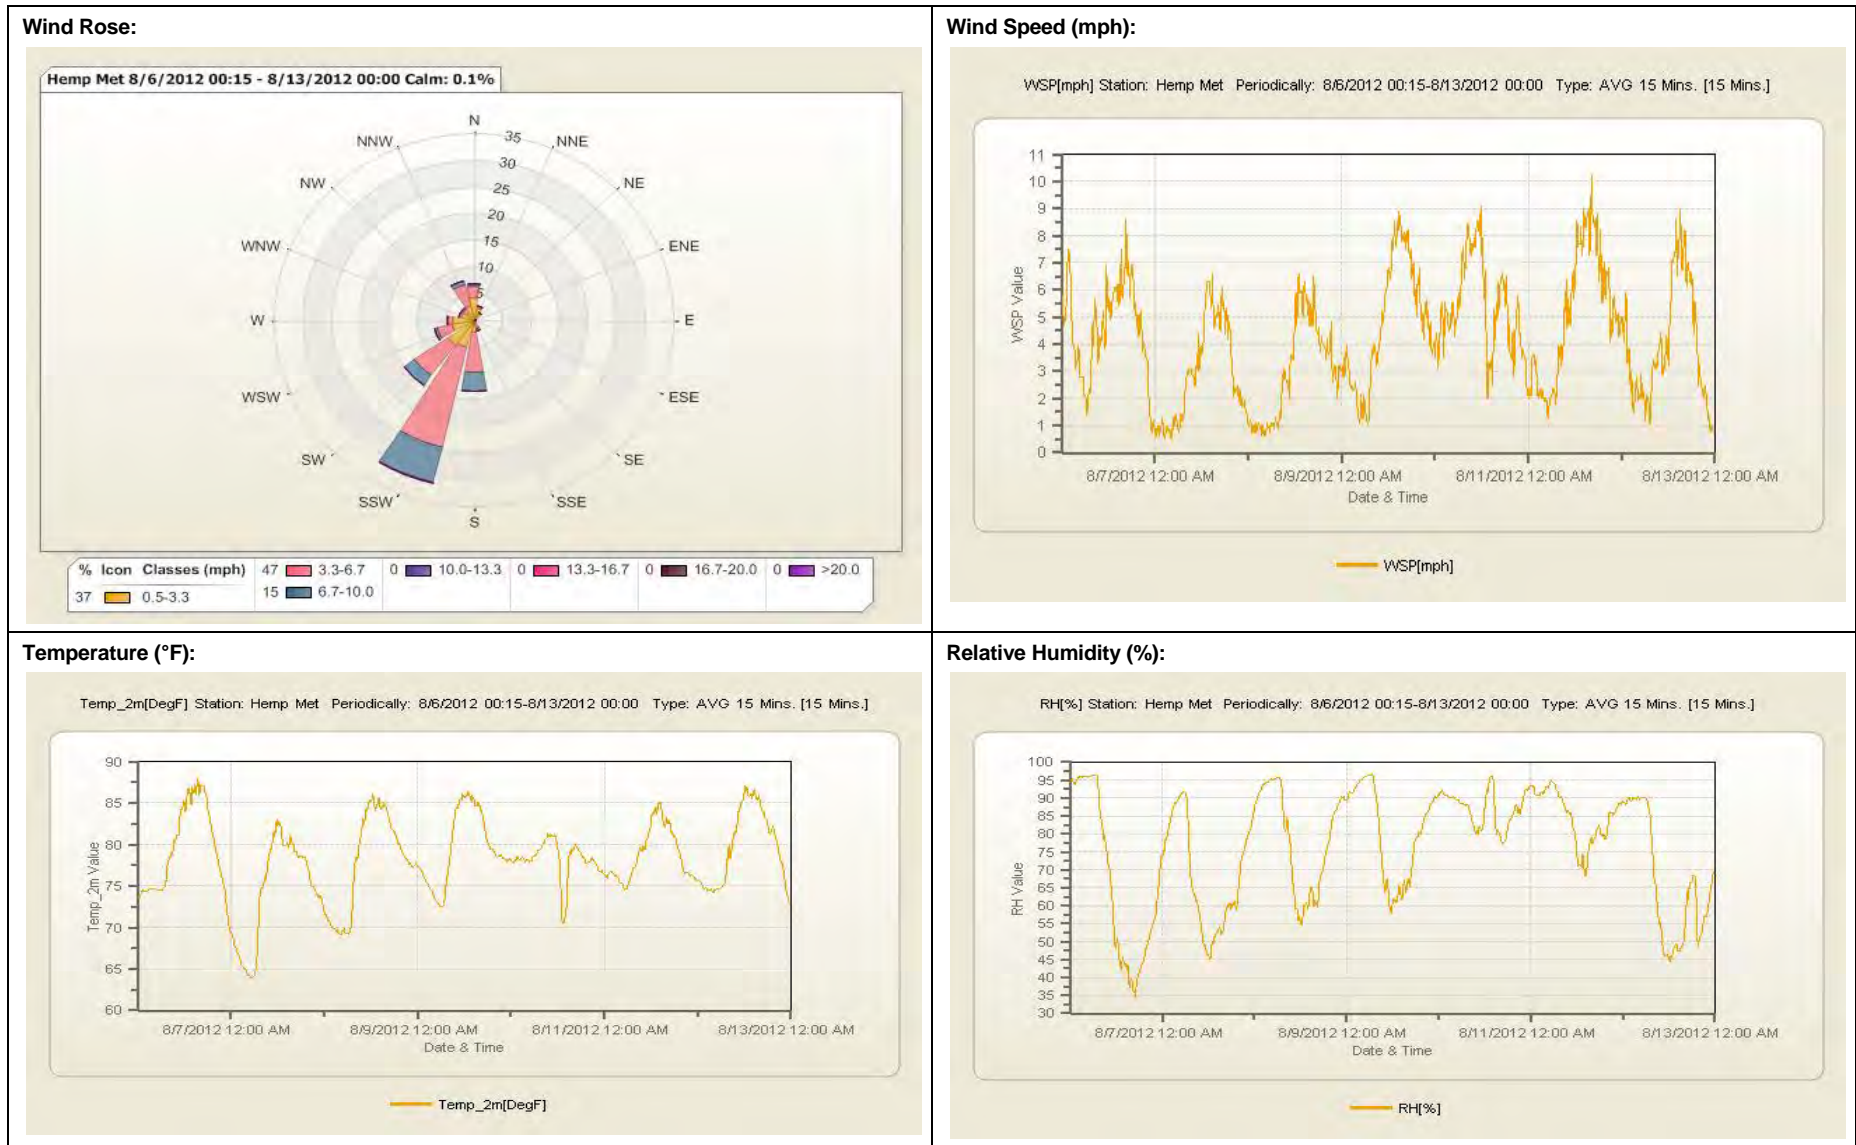 Wind Rose:
Hemp Met 8/6/2012 00:15 - 8/13/2012 00:00 Calm: 0.1%
N
NNW
35
NNE
30
NW
NE
25
20
WNW
15
ENE
10
5
W
E
WSW
ESE
SW
SE
SSW
SSE
S
% Icon Classes (mph) 47 3.3-6.7 0 10.0-13.3 0 13.3-16.7 0 16.7-20.0 0 >20.0
37 0.5-3.3 15 6.7-10.0
Wind Speed (mph):
WSP[mph] Station: Hemp Met Periodically: 8/6/2012 00:15-8/13/2012 00:00 Type: AVG 15 Mins. [15 Mins.]
11
10
9
8
7
6
5
4
3
2
1
0
WSP Value
8/7/2012 12:00 AM 8/9/2012 12:00 AM 8/11/2012 12:00 AM 8/13/2012 12:00 AM
Date & Time
WSP[mph]
Temperature (°F):
Temp_2m[DegF] Station: Hemp Met Periodically: 8/6/2012 00:15-8/13/2012 00:00 Type: AVG 15 Mins. [15 Mins.]
90
85
80
75
70
65
60
Temp_2m Value
8/7/2012 12:00 AM 8/9/2012 12:00 AM 8/11/2012 12:00 AM 8/13/2012 12:00 AM
Date & Time
Temp_2m[DegF]
Relative Humidity (%):
RH[%] Station: Hemp Met Periodically: 8/6/2012 00:15-8/13/2012 00:00 Type: AVG 15 Mins. [15 Mins.]
100
95
90
85
80
75
70
65
60
55
50
45
40
35
30
RH Value
8/7/2012 12:00 AM 8/9/2012 12:00 AM 8/11/2012 12:00 AM 8/13/2012 12:00 AM
Date & Time
RH[%]